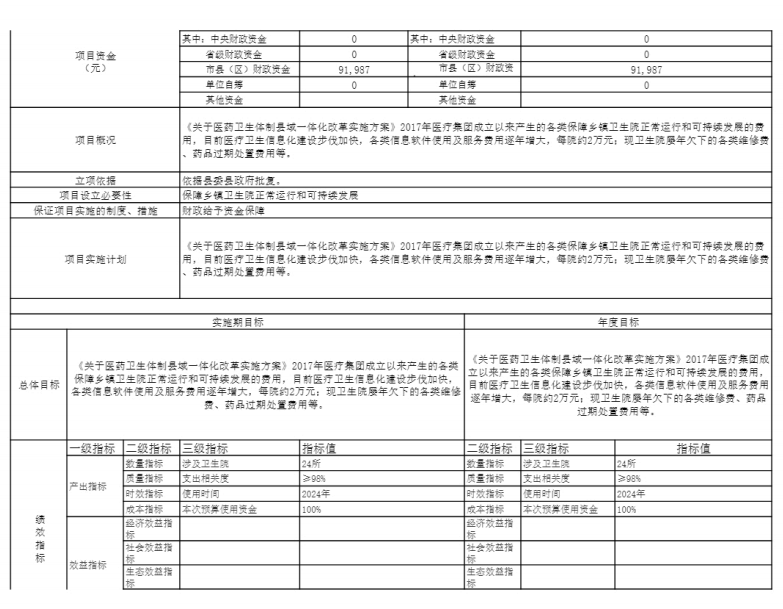 其中：中央财政资金 0 其中：中央财政资金 0
项目资金
（元）
省级财政资金 0 省级财政资金 0
市县（区）财政资金 91,987 市县（区）财政资 91,987
单位自筹 0 单位自筹 0
其他资金 其他资金
项目概况
《关于医药卫生体制县域一体化改革实施方案》2017年医疗集团成立以来产生的各类保障乡镇卫生院正常运行和可持续发展的费
用，目前医疗卫生信息化建设步伐加快，各类信息软件使用及服务费用逐年增大，每院约2万元；现卫生院屡年欠下的各类维修费
、药品过期处置费用等。
立项依据 依据县委县政府批复。
项目设立必要性 保障乡镇卫生院正常运行和可持续发展
保证项目实施的制度、措施 财政给予资金保障
项目实施计划
《关于医药卫生体制县域一体化改革实施方案》2017年医疗集团成立以来产生的各类保障乡镇卫生院正常运行和可持续发展的费
用，目前医疗卫生信息化建设步伐加快，各类信息软件使用及服务费用逐年增大，每院约2万元；现卫生院屡年欠下的各类维修费
、药品过期处置费用等。
实施期目标 年度目标
总体目标
《关于医药卫生体制县域一体化改革实施方案》2017年医疗集团成立以来产生的各类
保障乡镇卫生院正常运行和可持续发展的费用，目前医疗卫生信息化建设步伐加快，
各类信息软件使用及服务费用逐年增大，每院约2万元；现卫生院屡年欠下的各类维修
费、药品过期处置费用等。
《关于医药卫生体制县域一体化改革实施方案》2017年医疗集团成
立以来产生的各类保障乡镇卫生院正常运行和可持续发展的费用，
目前医疗卫生信息化建设步伐加快，各类信息软件使用及服务费用
逐年增大，每院约2万元；现卫生院屡年欠下的各类维修费、药品
过期处置费用等。
绩
效
指
标
一级指标 二级指标 三级指标 指标值 二级指标 三级指标 指标值
产出指标
数量指标 涉及卫生院 24所 数量指标 涉及卫生院 24所
质量指标 支出相关度 ≥98% 质量指标 支出相关度 ≥98%
时效指标 使用时间 2024年 时效指标 使用时间 2024年
成本指标 本次预算使用资金 100% 成本指标 本次预算使用资金 100%
效益指标
经济效益指
标
经济效益指
标
社会效益指
标
社会效益指
标
生态效益指
标
生态效益指
标